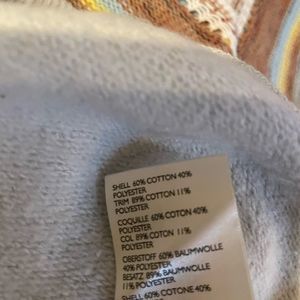 SHELL 60% COTTON 40%
POLYESTER
TRIM 89% COTTON 11%
POLYESTER
COQUILLE 60% COTON 40%
POLYESTER
COL 89% COTON 11%
POLYESTER
OBERSTOFF 60% BAUMWOLLE
40% POLYESTER
BESATZ 89% BAUMWOLLE
11% POLYESTER
SHELL 60% COTONE 40%